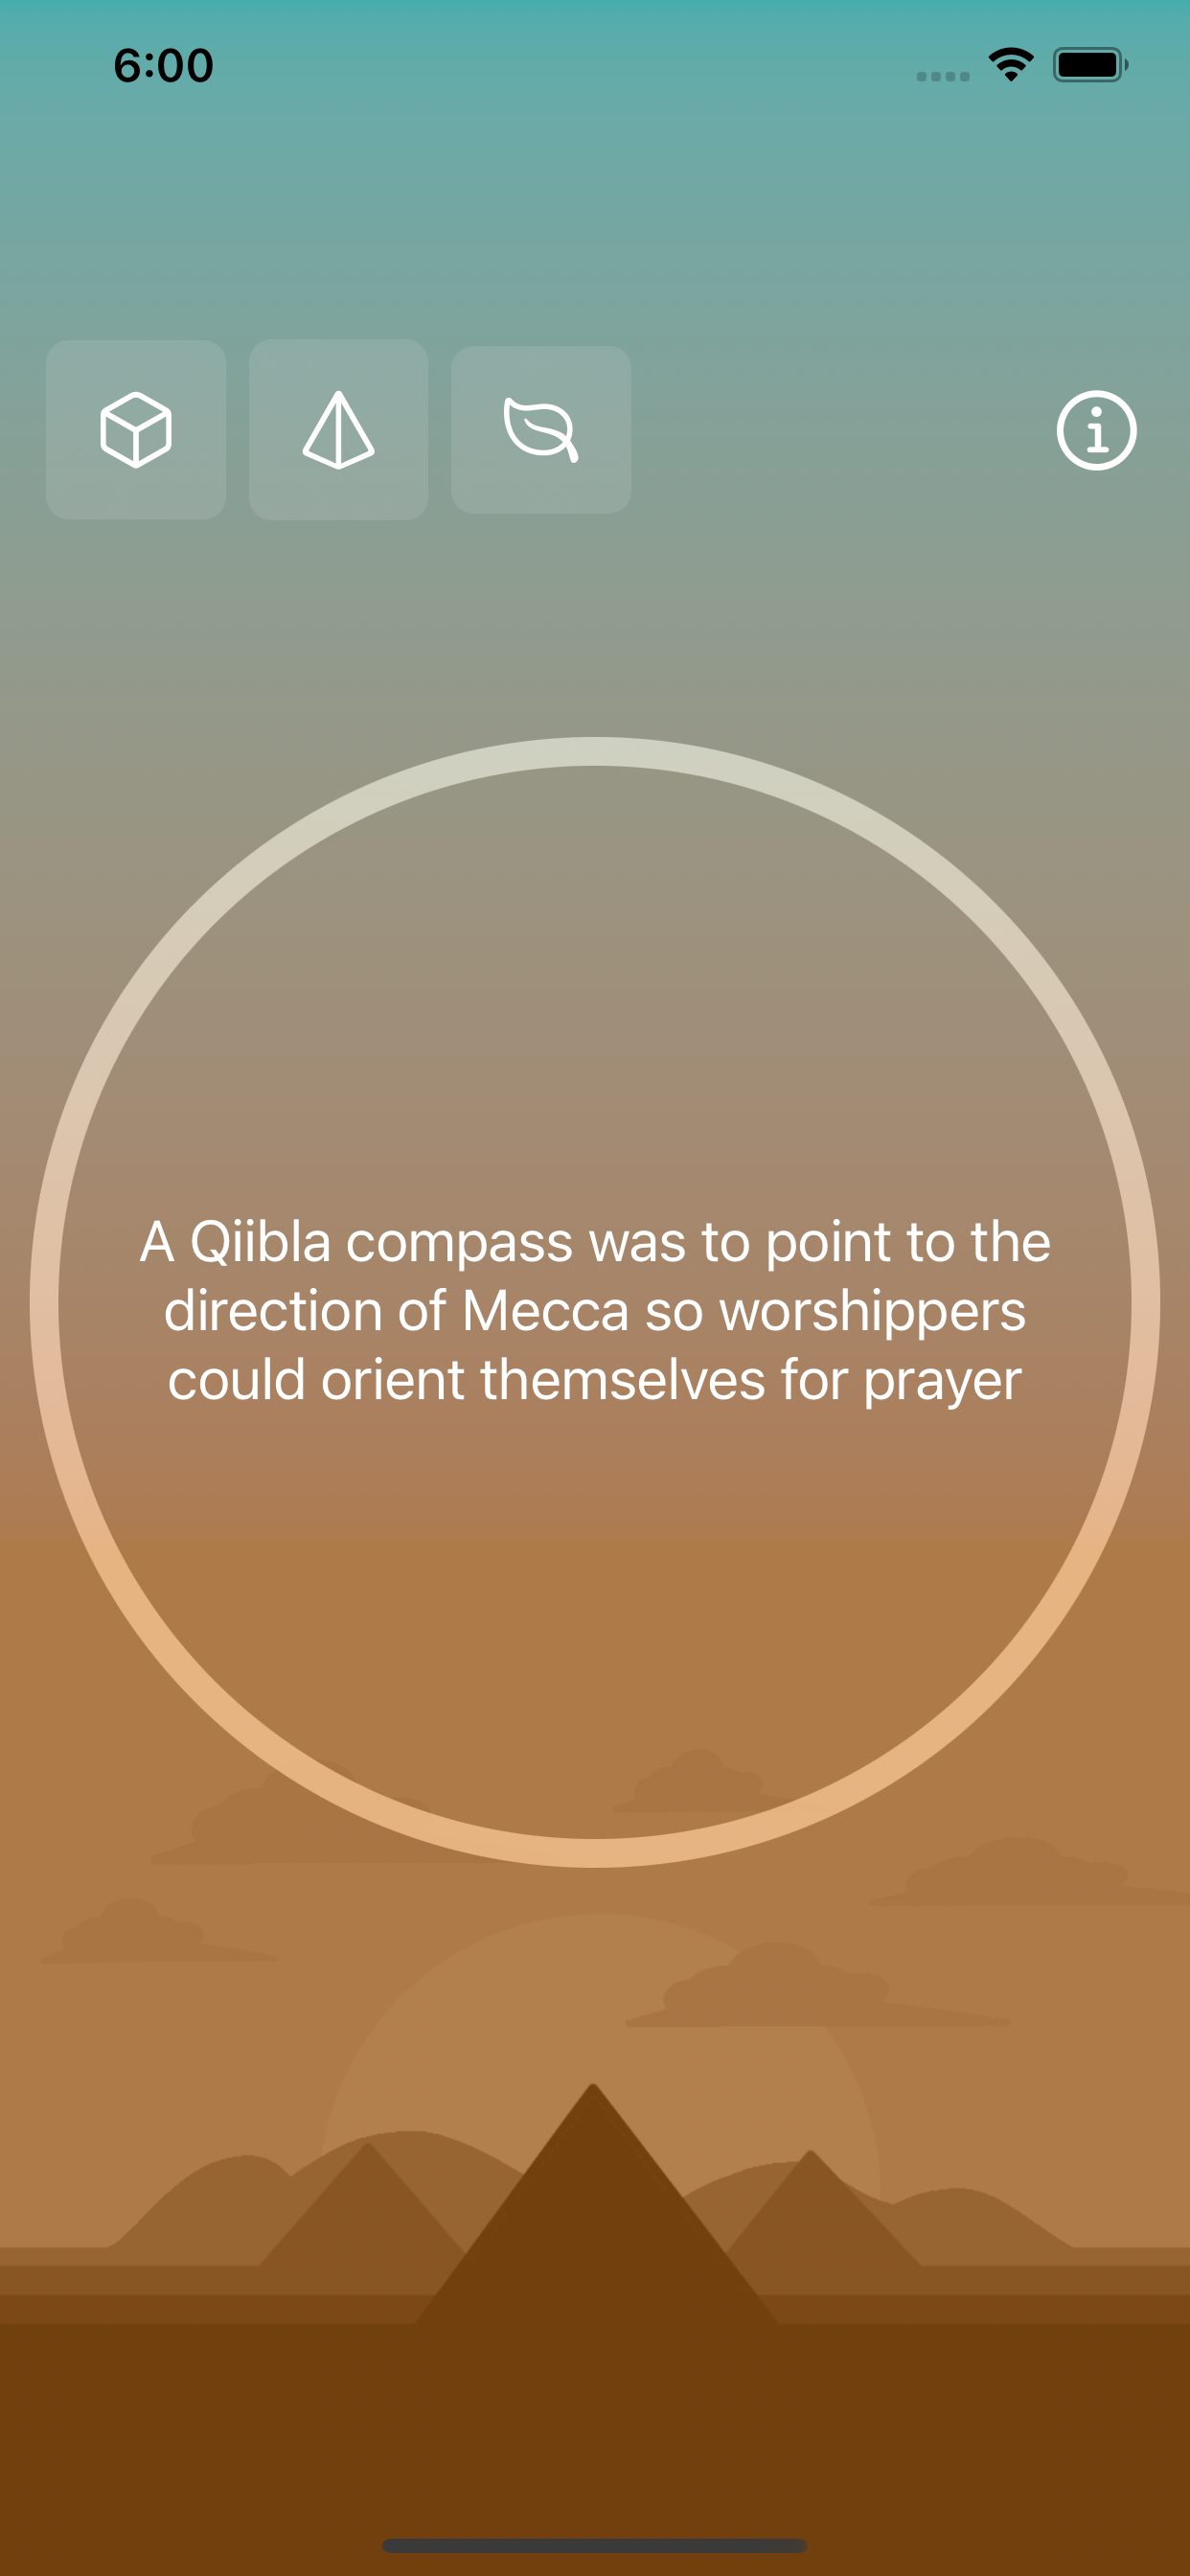 6:00
A Qiibla compass was to point to the
direction of Mecca so worshippers
could orient themselves for prayer